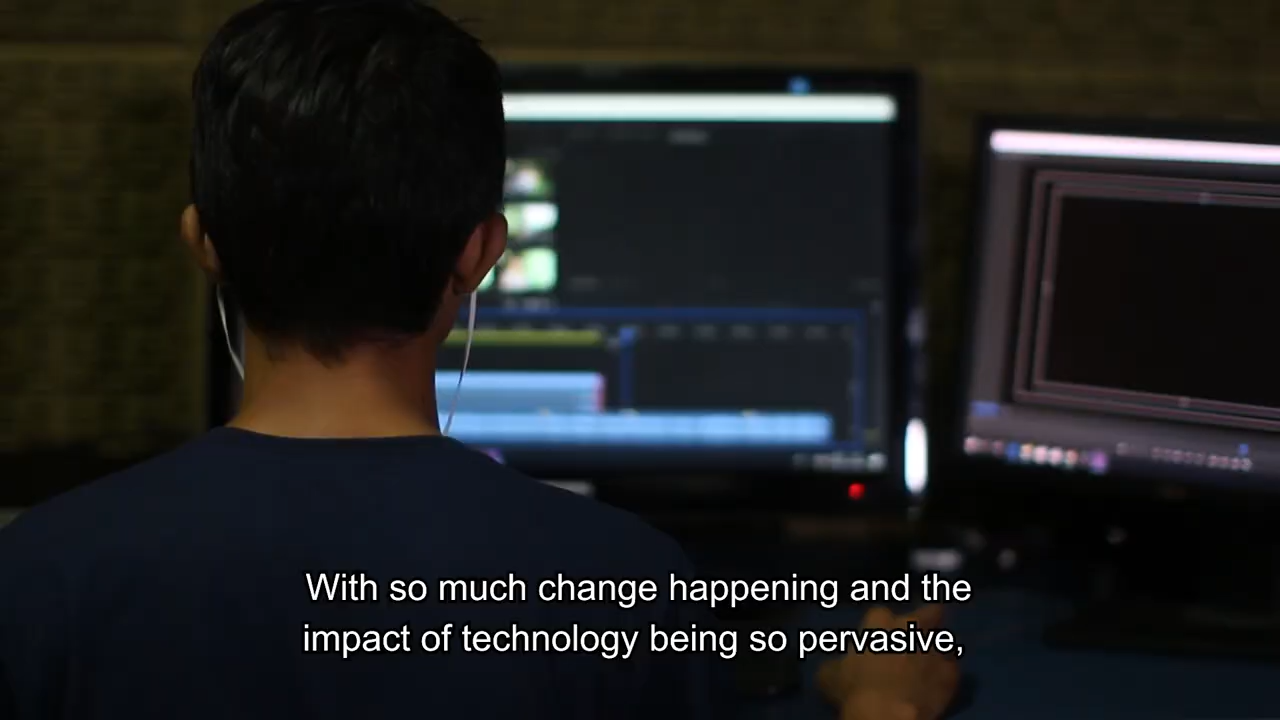 With so much change happening and the
impact of technology being so pervasive,